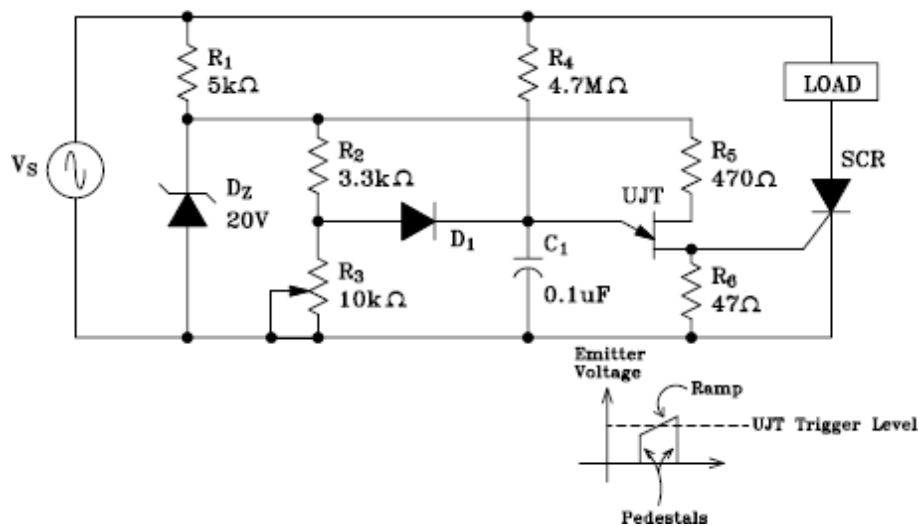 R1
5kΩ
R4
4.7MΩ
LOAD
VS
DZ
20V
R2
3.3kΩ
D1
UJT
R5
470Ω
SCR
R3
10kΩ
C1
0.1uF
R6
47Ω
Emitter
Voltage
Ramp
UJT Trigger Level
Pedestals